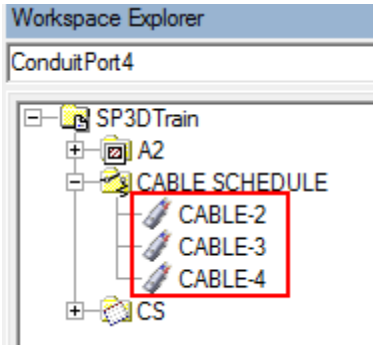 Workspace Explorer
ConduitPort4
SP3DTrain
A2
CABLE SCHEDULE
CABLE-2
CABLE-3
CABLE-4
CS